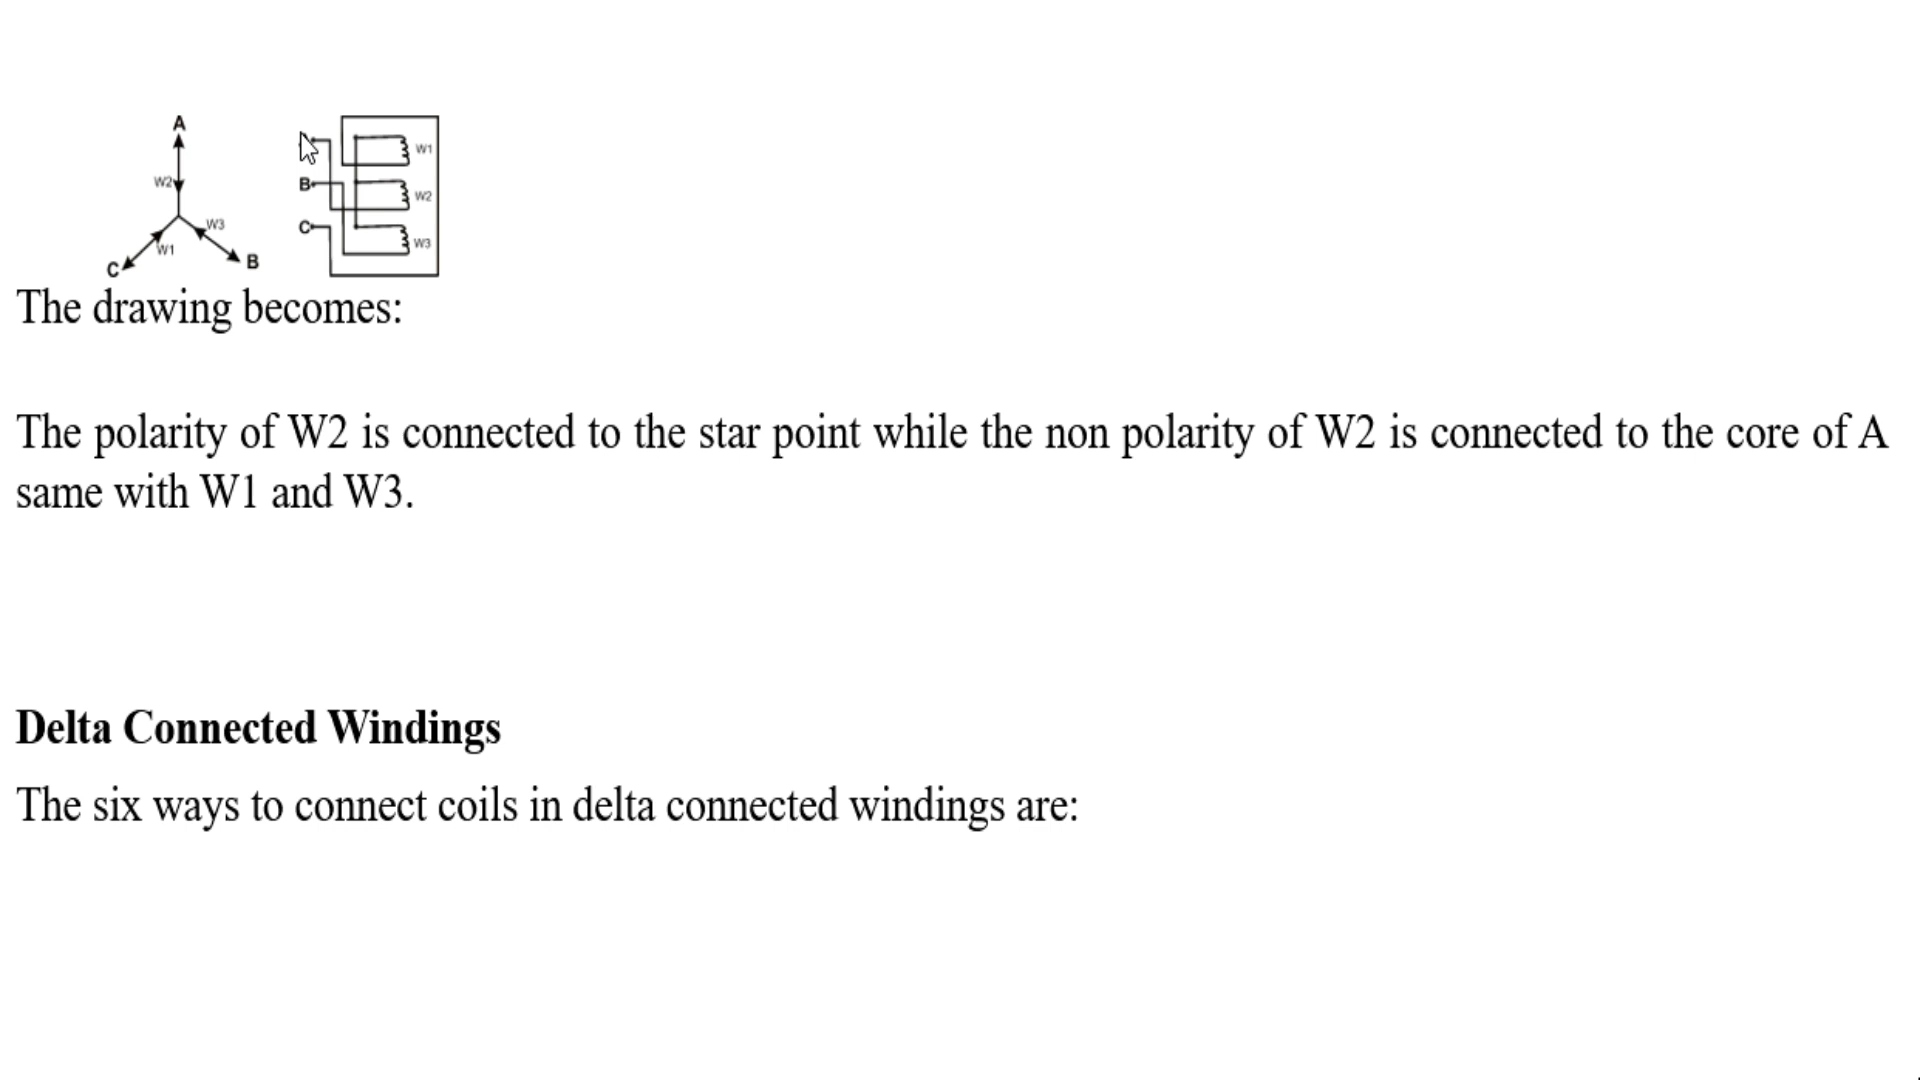 A
W2
W3
W1
C
B
W1
B
W2
C
W3
The drawing becomes:
The polarity of W2 is connected to the star point while the non polarity of W2 is connected to the core of A
same with W1 and W3.
Delta Connected Windings
The six ways to connect coils in delta connected windings are: